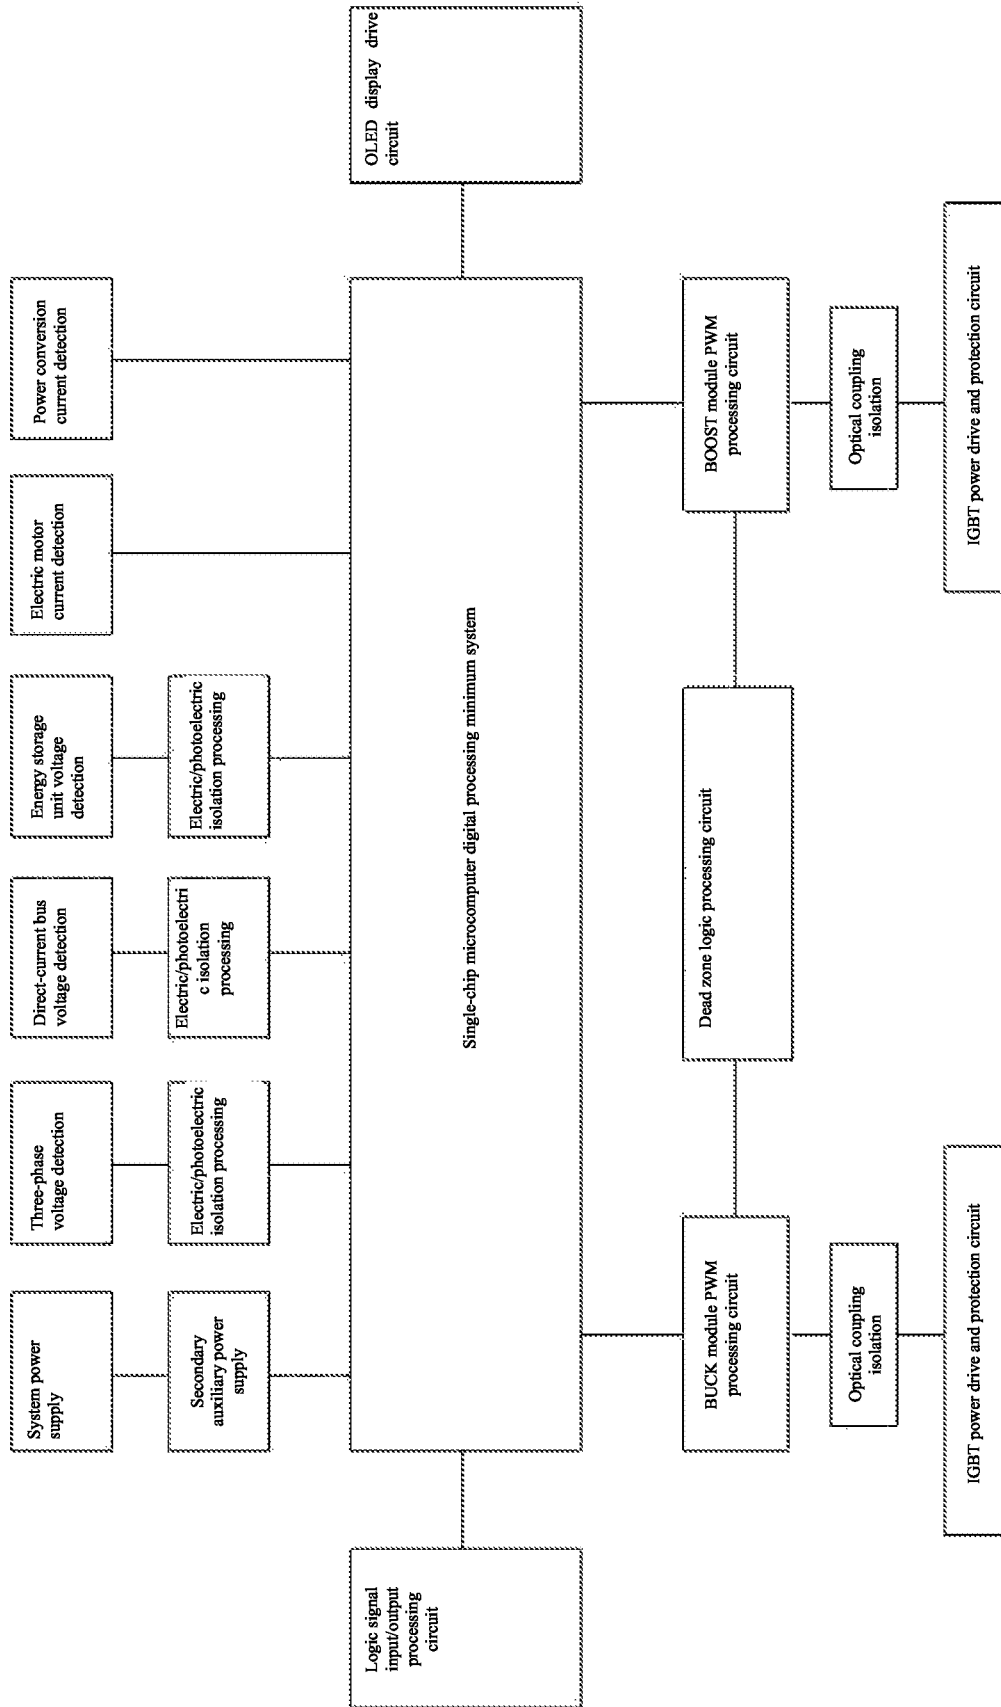 System power
supply
Three-phase
voltage detection
Direct-current bus
voltage detection
Energy storage
unit voltage
detection
Electric motor
current detection
Power conversion
current detection
Secondary
auxiliary power
supply
Electric/photoelectric
isolation processing
Electric/photoelectri
c isolation
processing
Electric/photoelectric
isolation processing
Logic signal
input/output
processing
circuit
Single-chip microcomputer digital processing minimum system
OLED display drive
circuit
BUCK module PWM
processing circuit
Dead zone logic processing circuit
BOOST module PWM
processing circuit
Optical coupling
isolation
Optical coupling
isolation
IGBT power drive and protection circuit
IGBT power drive and protection circuit